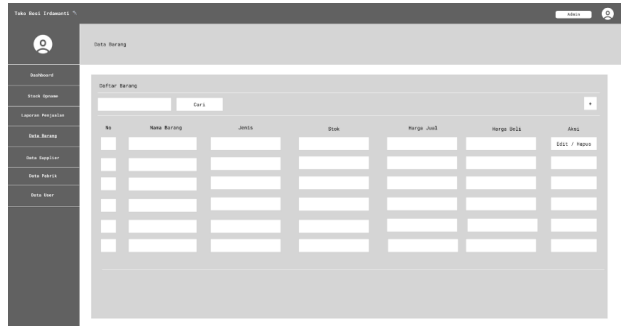 Toko Besi Irdamanti
Admin
Data Barang
Dashboard
Stock Opname
Laporan Penjualan
Data Barang
Data Supplier
Data Pabrik
Data User
Daftar Barang
Cari
+
No Nama Barang Jenis Stok Harga Jual Harga Beli Aksi
Edit / Hapus